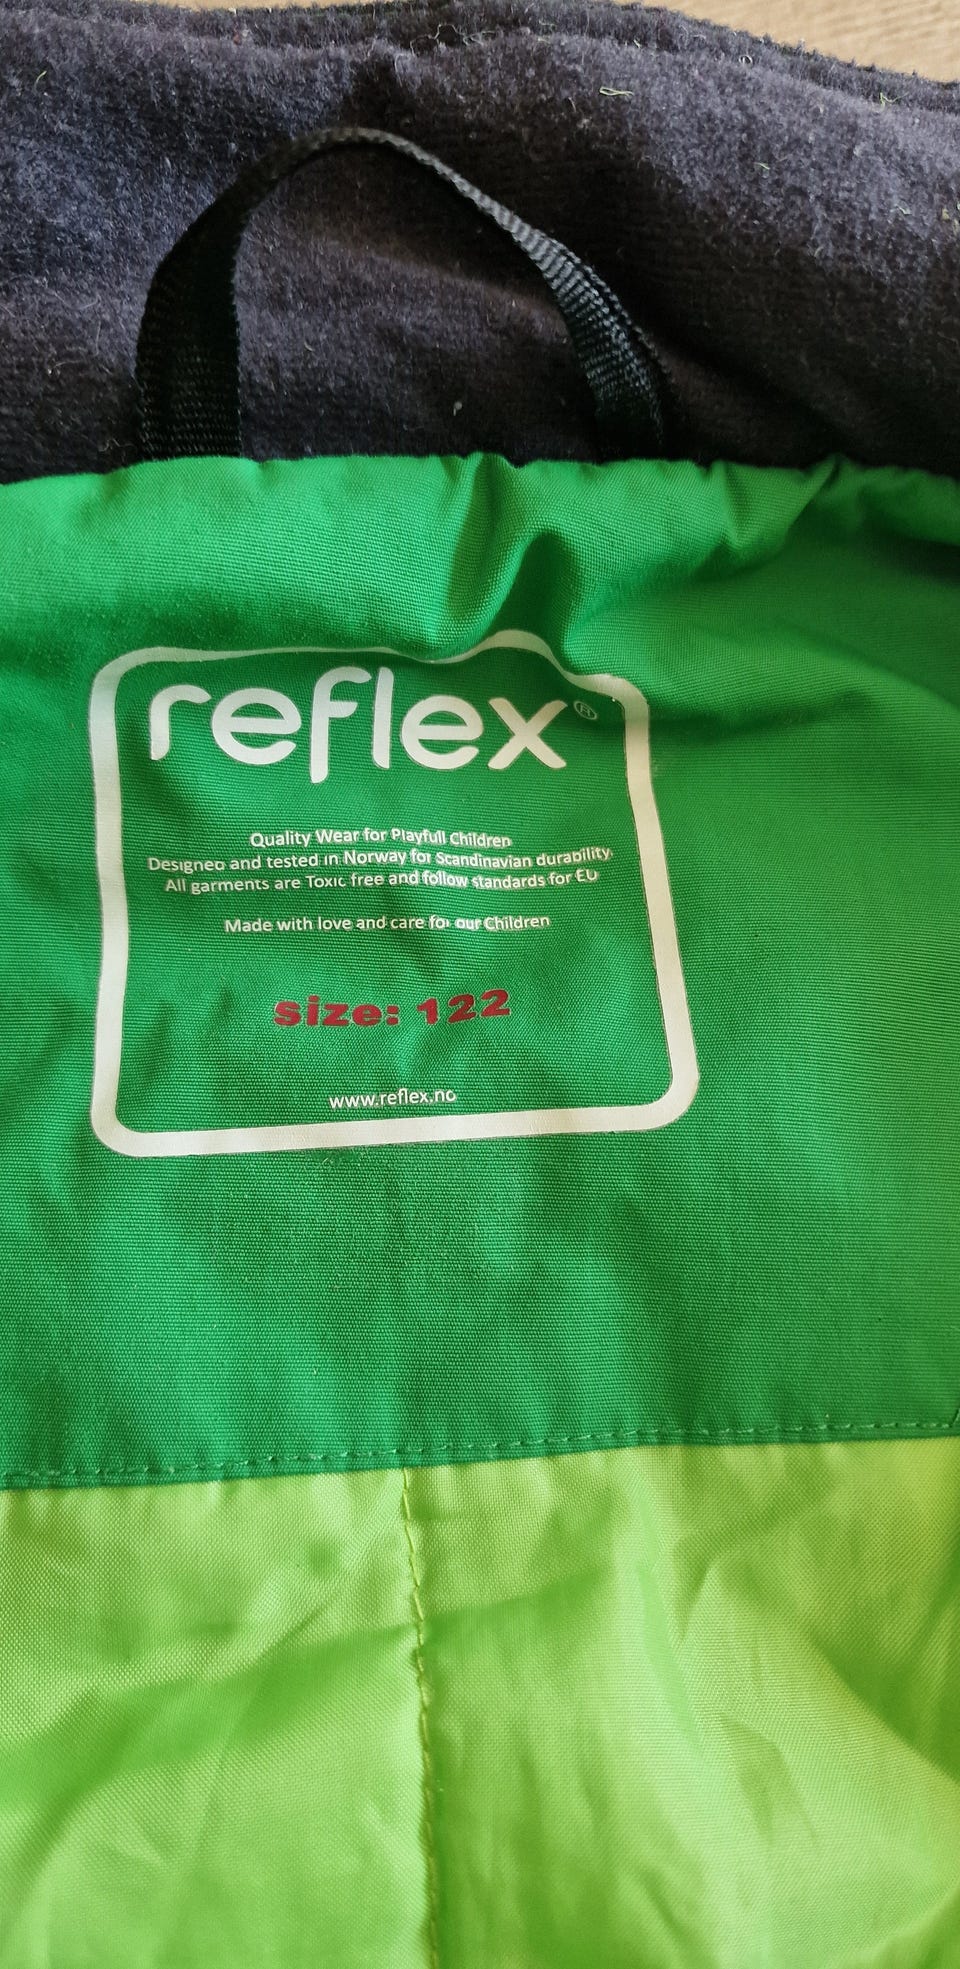 reflex®
Quality Wear for Playfull Children
Designed and tested in Norway for Scandinavian durability.
All garments are Toxic free and follow standards for EU
Made with love and care for our Children
size: 122
www.reflex.no